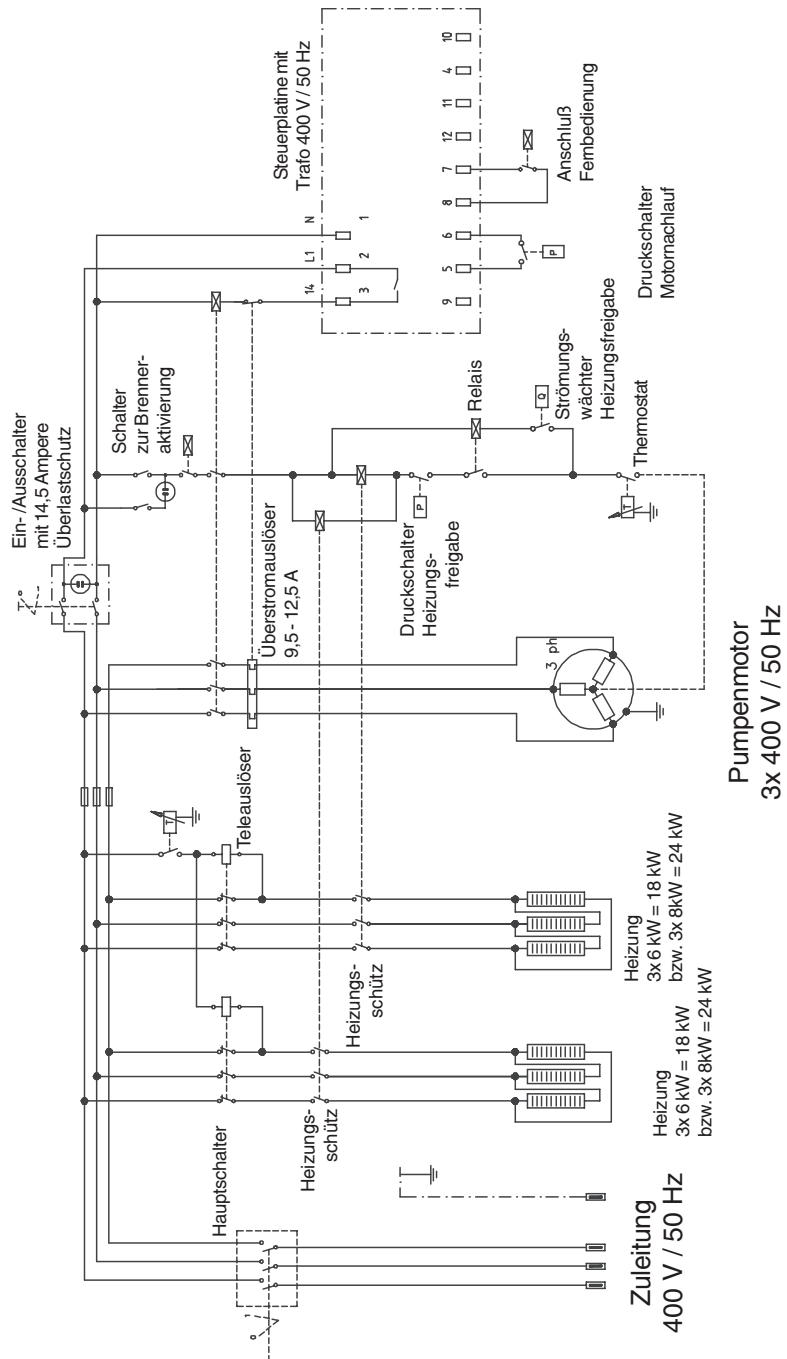 Zuleitung
400 V / 50 Hz
Hauptschalter
Heizungs-
schütz
Heizung
3x 6 kW = 18 kW
bzw. 3x 8kW = 24 kW
Heizungs-
schütz
Heizung
3x 6 kW = 18 kW
bzw. 3x 8kW = 24 kW
T
Teleauslöser
Überstromauslöser
9,5 - 12,5 A
3 ph
Pumpenmotor
3x 400 V / 50 Hz
Ein- /Ausschalter
mit 14,5 Ampere
Überlastschutz
Schalter
zur Brenner-
aktivierung
P
Druckschalter
Heizungs-
freigabe
Relais
Q
Strömungs-
wächter
Heizungsfreigabe
T
Thermostat
Steuerplatine mit
Trafo 400 V / 50 Hz
14 L1 N
3 2 1
9 5 6 8 7 12 11 4 10
P
Druckschalter
Motornachlauf
Anschluß
Fernbedienung